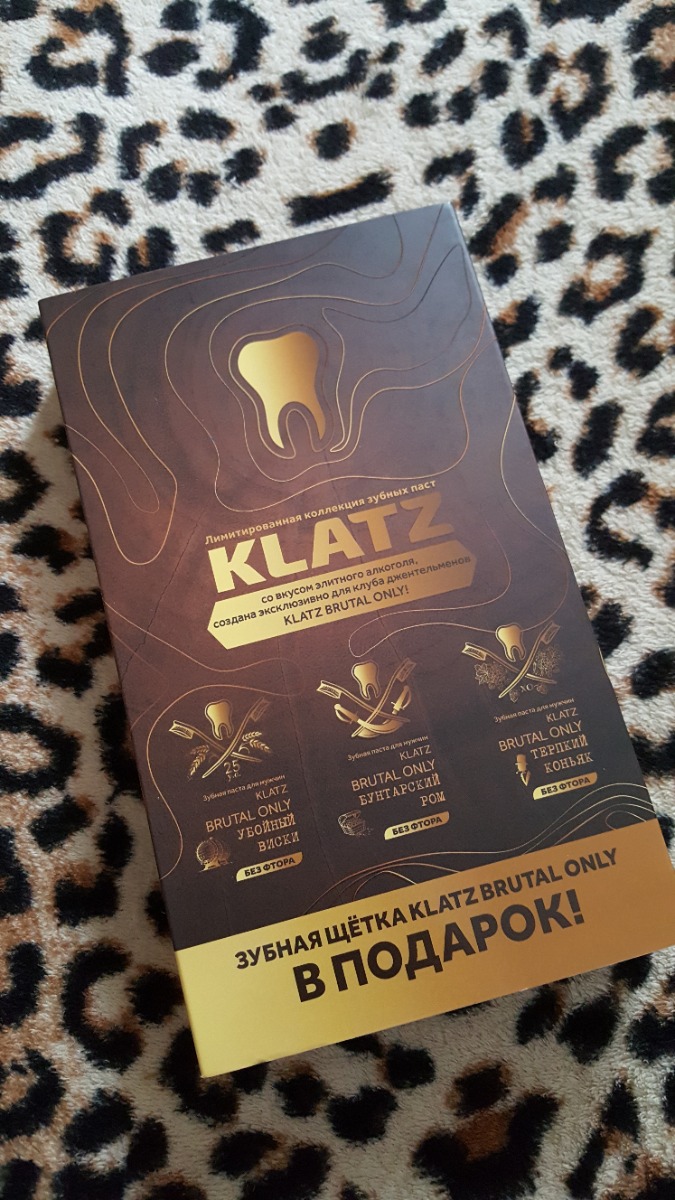 Лимитированная коллекция зубных паст
KLATZ
со вкусом элитного алкоголя,
создана эксклюзивно для клуба джентельменов
KLATZ BRUTAL ONLY!
Зубная паста для мужчин
KLATZ
BRUTAL ONLY
УБОЙНЫЙ
ВИСКИ
БЕЗ ФТОРА
Зубная паста для мужчин
KLATZ
BRUTAL ONLY
БУНТАРСКИЙ
РОМ
БЕЗ ФТОРА
Зубная паста для мужчин
KLATZ
BRUTAL ONLY
ТЕРПКИЙ
КОНЬЯК
БЕЗ ФТОРА
ЗУБНАЯ ЩЁТКА KLATZ BRUTAL ONLY
В ПОДАРОК!